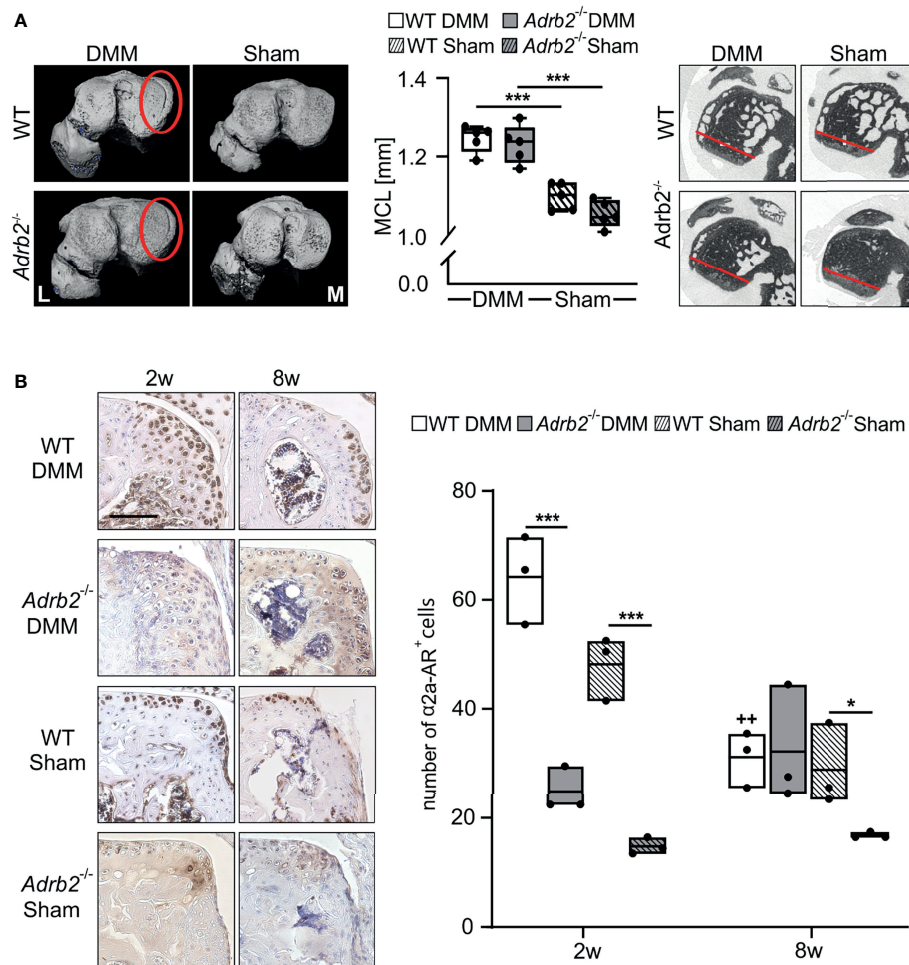 A
DMM
Sham
WT
Adrb2-/-
L
M
WT DMM
Adrb2-/-DMM
WT Sham
Adrb2-/-Sham
MCL [mm]
1.4
1.2
1.0
0.0
***
***
DMM
Sham
DMM
Sham
WT
Adrb2-/-
B
2w
8w
WT
DMM
Adrb2-/-
DMM
WT
Sham
Adrb2-/-
Sham
WT DMM Adrb2-/-DMM WT Sham Adrb2-/-Sham
number of α2a-AR+ cells
80
60
40
20
0
***
***
++
*
2w
8w